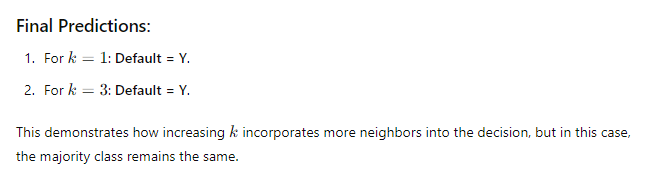 Final Predictions:
1. For k = 1: Default = Y.
2. For k = 3: Default = Y.
This demonstrates how increasing k incorporates more neighbors into the decision, but in this case,
the majority class remains the same.